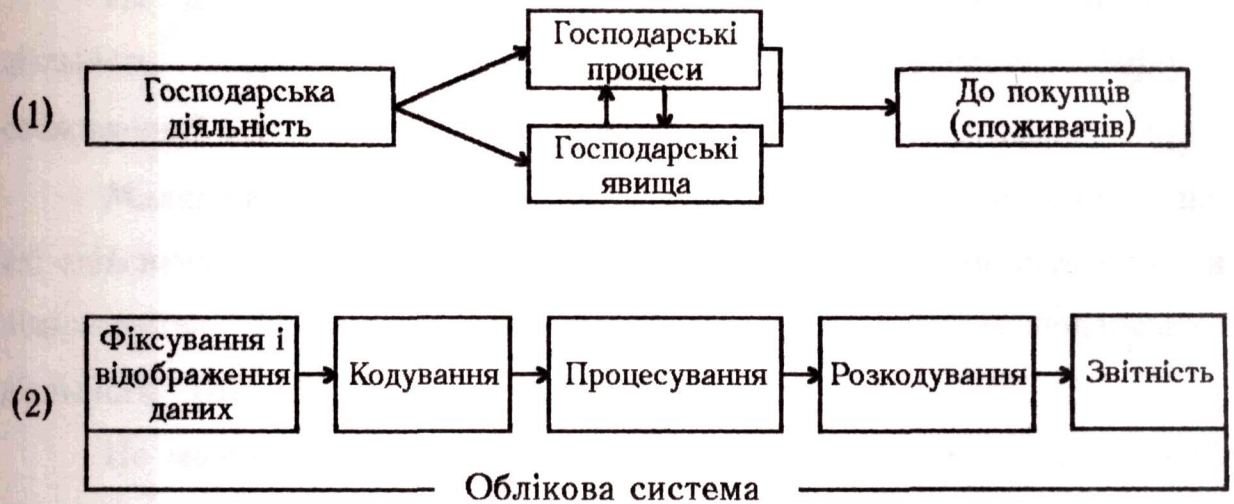 (1)
Господарська
діяльність
Господарські
процеси
Господарські
явища
До покупців
(споживачів)
(2)
Фіксування і
відображення
даних
Кодування
Процесування
Розкодування
Звітність
Облікова система